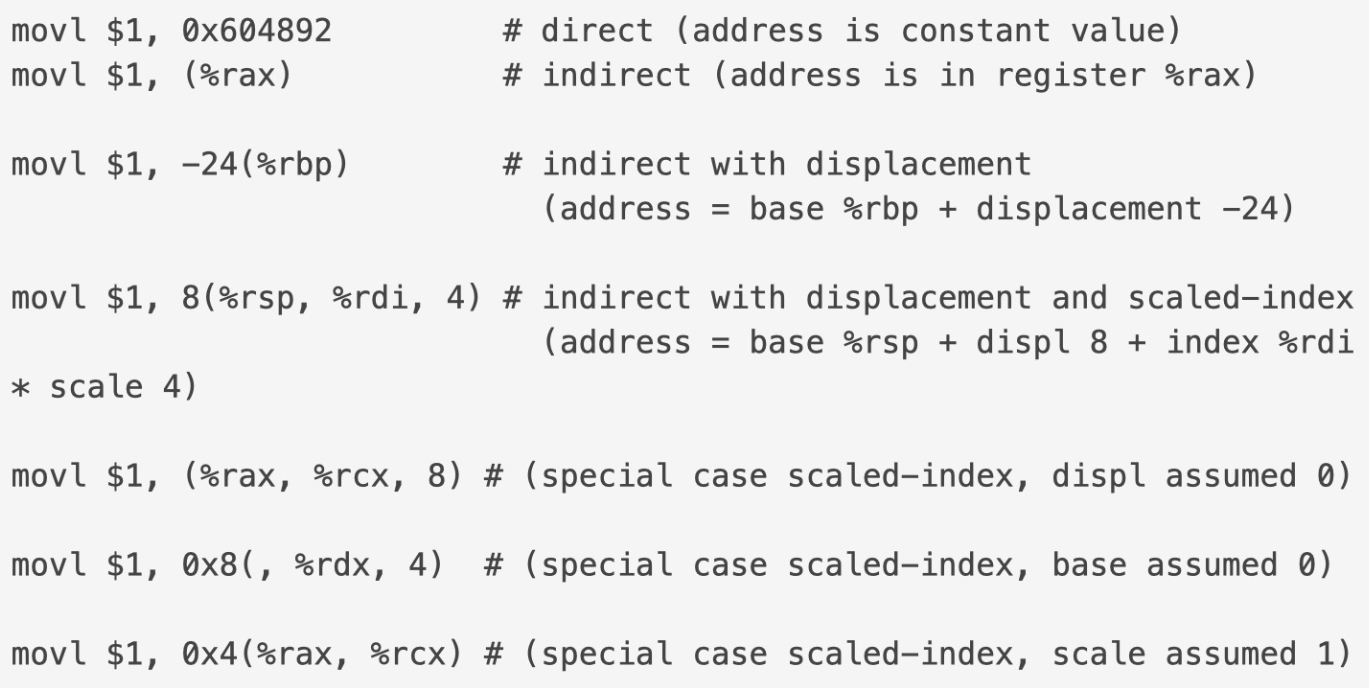 movl $1, 0x604892         # direct (address is constant value)
movl $1, (%rax)           # indirect (address is in register %rax)
movl $1, -24(%rbp)        # indirect with displacement
                            (address = base %rbp + displacement -24)
movl $1, 8(%rsp, %rdi, 4) # indirect with displacement and scaled-index
                            (address = base %rsp + displ 8 + index %rdi
* scale 4)
movl $1, (%rax, %rcx, 8) # (special case scaled-index, displ assumed 0)
movl $1, 0x8(, %rdx, 4)  # (special case scaled-index, base assumed 0)
movl $1, 0x4(%rax, %rcx) # (special case scaled-index, scale assumed 1)